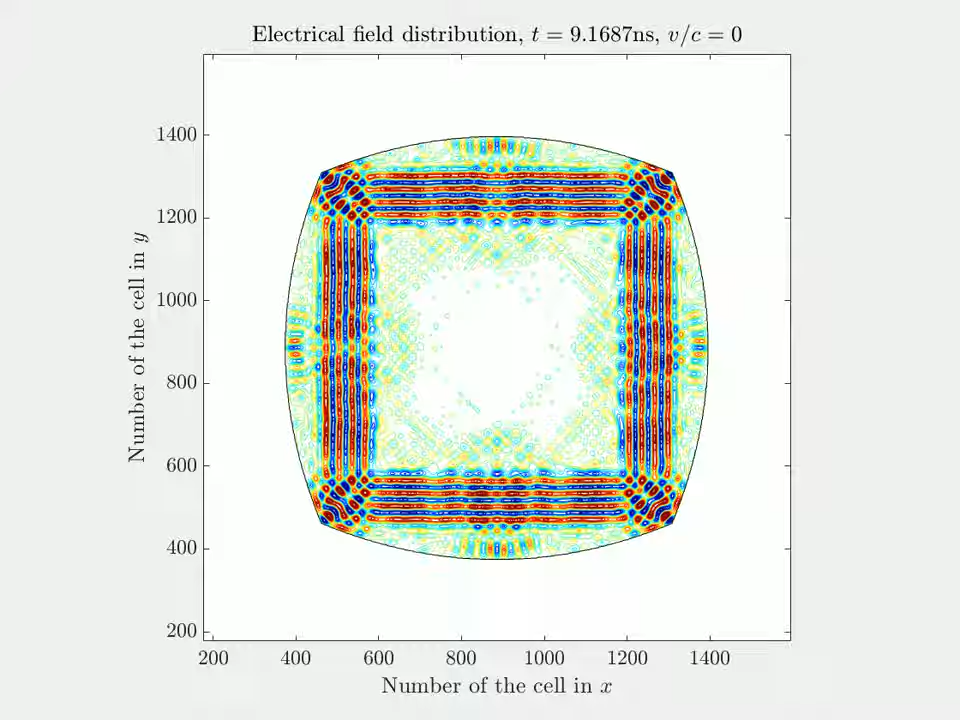 Electrical field distribution, t = 9.1687ns, v/c = 0
Number of the cell in y
1400
1200
1000
800
600
400
200
200 400 600 800 1000 1200 1400
Number of the cell in x